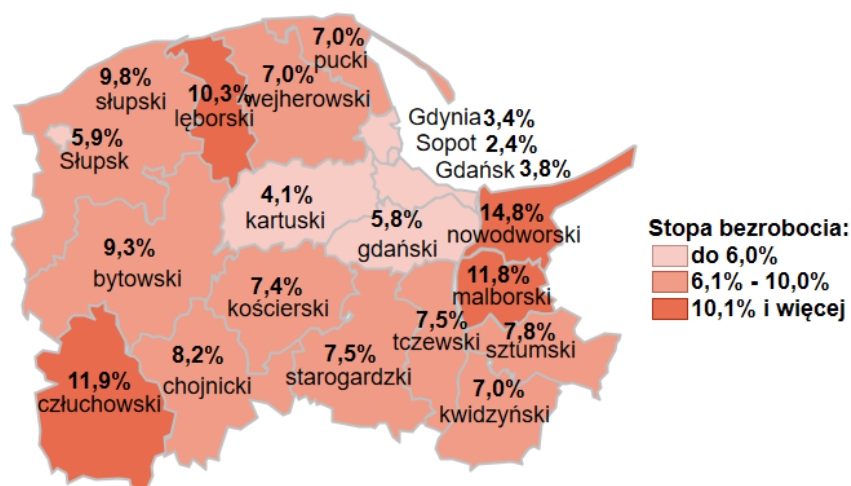 7,0%
pucki
9,8%
słupski
10,3%
lęborski
7,0%
wejherowski
Gdynia 3,4%
Sopot 2,4%
Gdańsk 3,8%
5,9%
Słupsk
4,1%
kartuski
5,8%
gdański
14,8%
nowodworski
Stopa bezrobocia:
do 6,0%
6,1% - 10,0%
10,1% i więcej
9,3%
bytowski
7,4%
kościerski
11,8%
malborski
7,5%
tczewski
7,8%
sztumski
11,9%
człuchowski
8,2%
chojnicki
7,5%
starogardzki
7,0%
kwidzyński